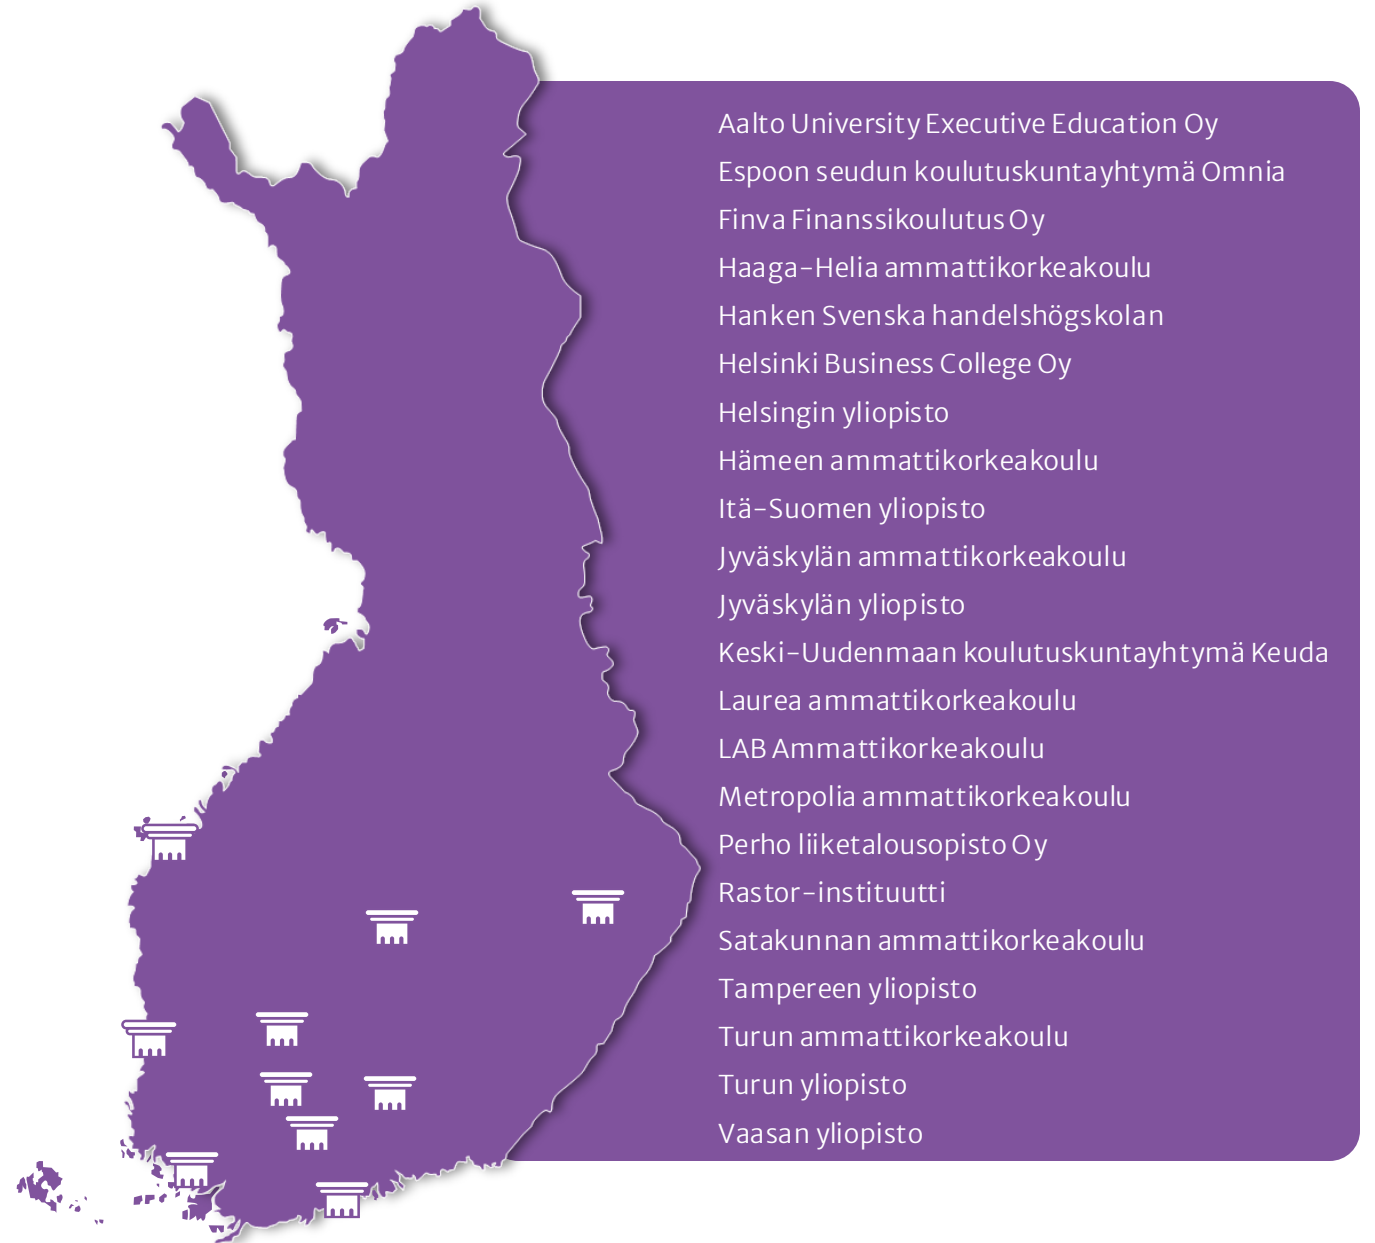 Aalto University Executive Education Oy
Espoon seudun koulutuskuntayhtymä Omnia
Finva Finanssikoulutus Oy
Haaga-Helia ammattikorkeakoulu
Hanken Svenska handelshögskolan
Helsinki Business College Oy
Helsingin yliopisto
Hämeen ammattikorkeakoulu
Itä-Suomen yliopisto
Jyväskylän ammattikorkeakoulu
Jyväskylän yliopisto
Keski-Uudenmaan koulutuskuntayhtymä Keuda
Laurea ammattikorkeakoulu
LAB Ammattikorkeakoulu
Metropolia ammattikorkeakoulu
Perho liiketalousopisto Oy
Rastor-instituutti
Satakunnan ammattikorkeakoulu
Tampereen yliopisto
Turun ammattikorkeakoulu
Turun yliopisto
Vaasan yliopisto